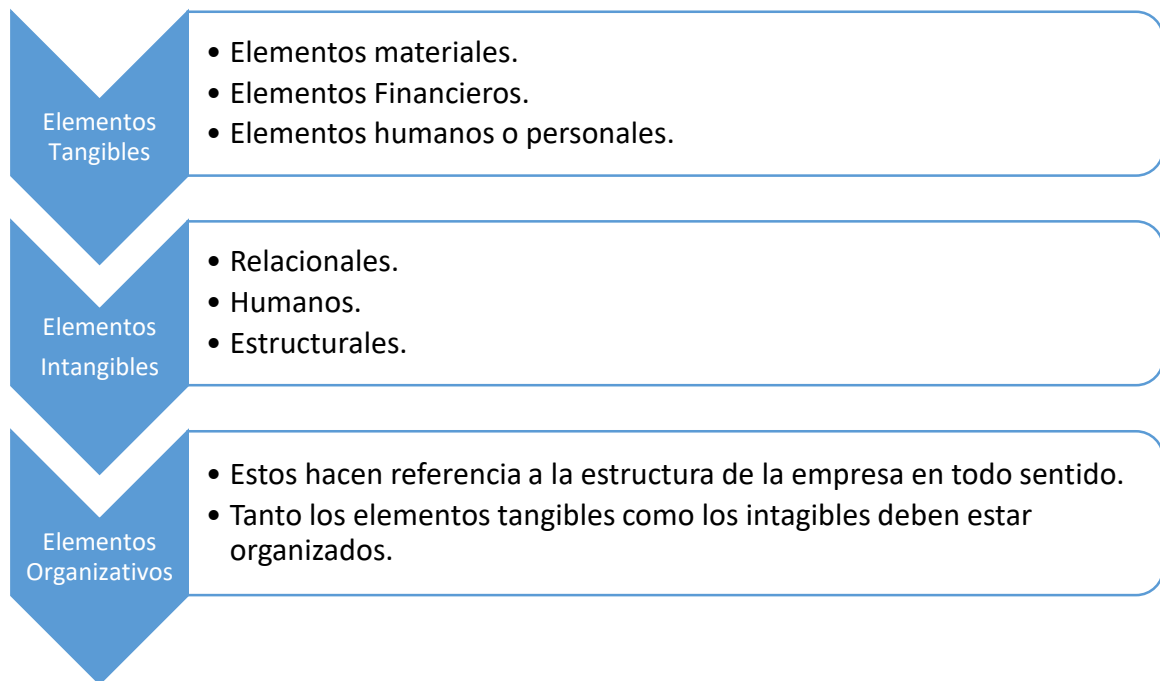 Elementos
Tangibles
• Elementos materiales.
• Elementos Financieros.
• Elementos humanos o personales.
Elementos
Intangibles
• Relacionales.
• Humanos.
• Estructurales.
Elementos
Organizativos
• Estos hacen referencia a la estructura de la empresa en todo sentido.
• Tanto los elementos tangibles como los intagibles deben estar
organizados.